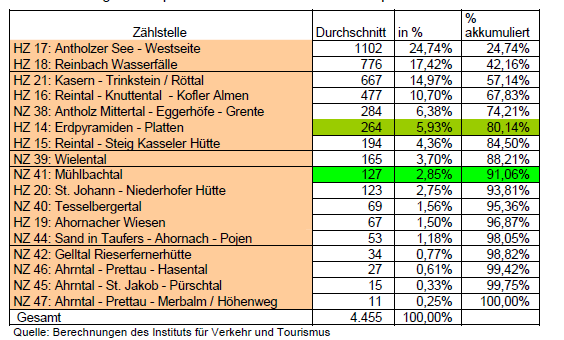 Zählstelle Durchschnitt in % % akkumuliert
HZ 17: Antholzer See - Westseite 1102 24,74% 24,74%
HZ 18: Reinbach Wasserfälle 776 17,42% 42,16%
HZ 21: Kasern - Trinkstein / Röttal 667 14,97% 57,14%
HZ 16: Reintal - Knuttental - Kofler Almen 477 10,70% 67,83%
NZ 38: Antholz Mittertal - Eggerhöfe - Grente 284 6,38% 74,21%
HZ 14: Erdpyramiden - Platten 264 5,93% 80,14%
HZ 15: Reintal - Steig Kasseler Hütte 194 4,36% 84,50%
NZ 39: Wielental 165 3,70% 88,21%
NZ 41: Mühlbachtal 127 2,85% 91,06%
HZ 20: St. Johann - Niederhofer Hütte 123 2,75% 93,81%
NZ 40: Tesselbergertal 69 1,56% 95,36%
HZ 19: Ahornacher Wiesen 67 1,50% 96,87%
NZ 44: Sand in Taufers - Ahornach - Pojen 53 1,18% 98,05%
NZ 42: Gelltal Rieserfernerhütte 34 0,77% 98,82%
NZ 46: Ahrntal - Prettau - Hasental 27 0,61% 99,42%
NZ 45: Ahrntal - St. Jakob - Pürschtal 15 0,33% 99,75%
NZ 47: Ahrntal - Prettau - Merbalm / Höhenweg 11 0,25% 100,00%
Gesamt 4.455 100,00%
Quelle: Berechnungen des Instituts für Verkehr und Tourismus